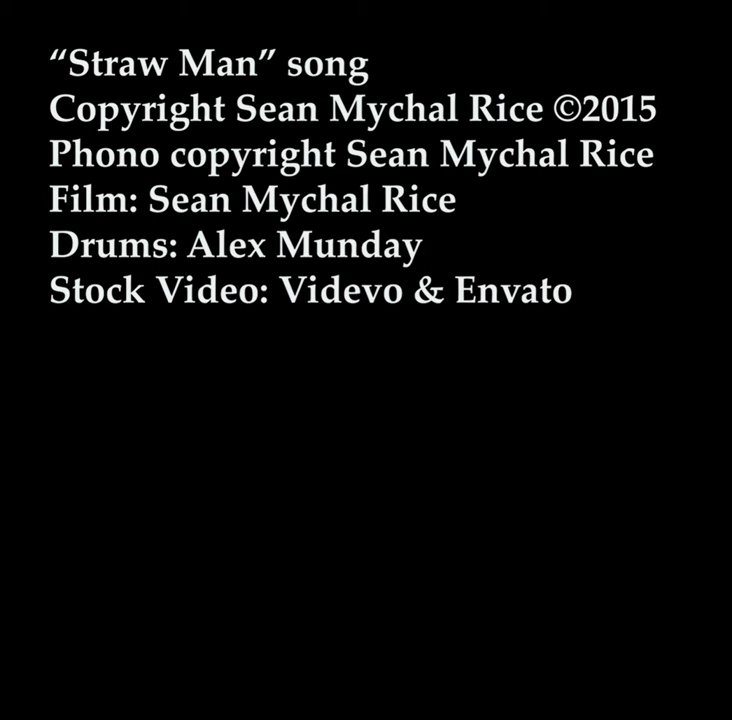 “Straw Man” song
Copyright Sean Mychal Rice ©2015
Phono copyright Sean Mychal Rice
Film: Sean Mychal Rice
Drums: Alex Munday
Stock Video: Videvo & Envato